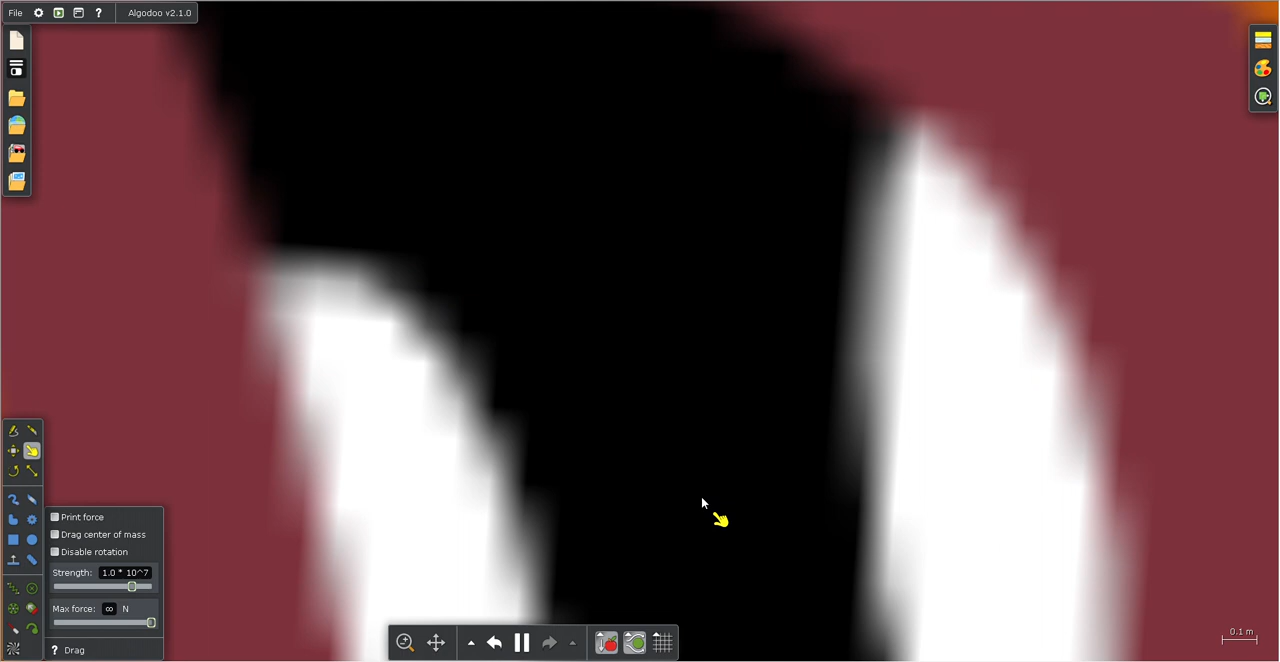 File ? Algodoo v2.1.0
Print force
Drag center of mass
Disable rotation
Strength: 1.0 * 10^7
Max force: ∞ N
? Drag
0.1 m